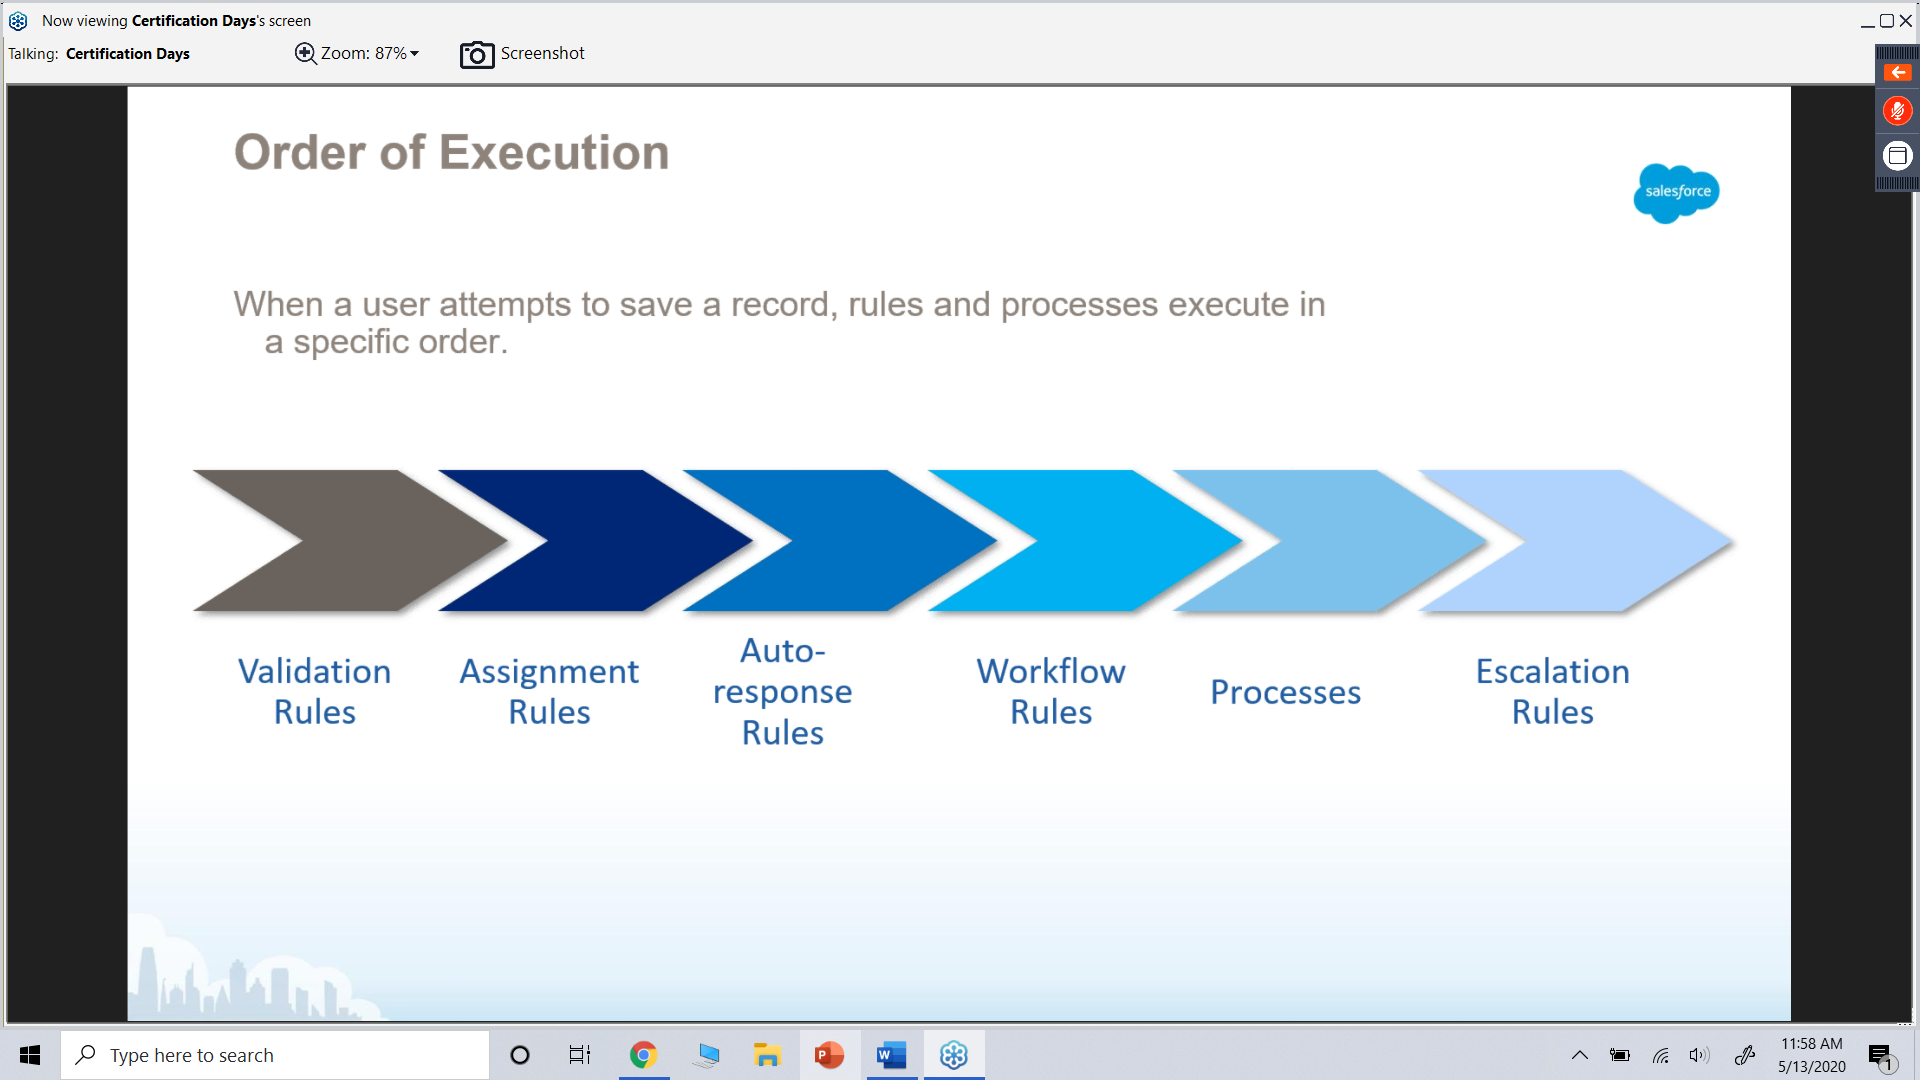 Now viewing Certification Days's screen
Talking: Certification Days
Zoom: 87%
Screenshot
Order of Execution
salesforce
When a user attempts to save a record, rules and processes execute in
a specific order.
Validation
Rules
Assignment
Rules
Auto-
response
Rules
Workflow
Rules
Processes
Escalation
Rules
Type here to search
P
W
11:58 AM
5/13/2020
1